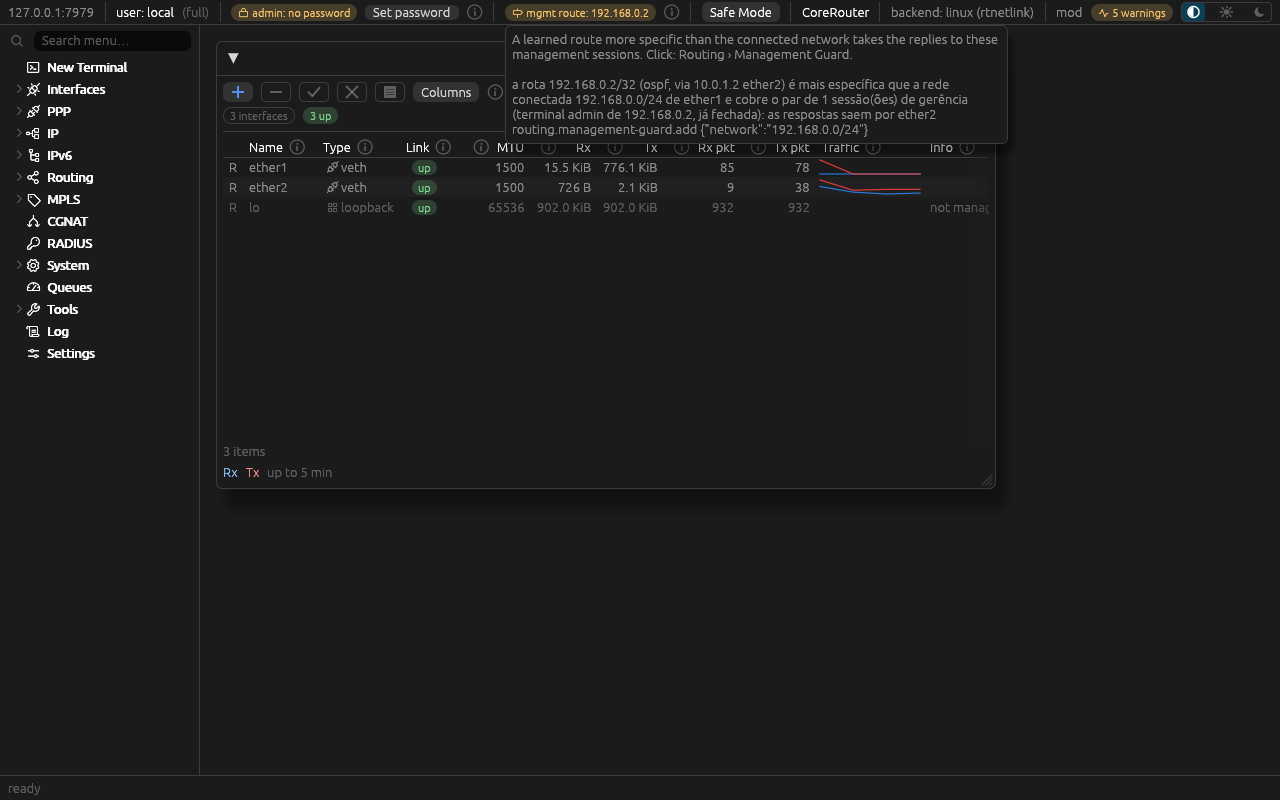 127.0.0.1:7979 user: local (full) admin: no password Set password mgmt route: 192.168.0.2 Safe Mode CoreRouter backend: linux (rtnetlink) mod 5 warnings
Search menu...
New Terminal
Interfaces
PPP
IP
IPv6
Routing
MPLS
CGNAT
RADIUS
System
Queues
Tools
Log
Settings
A learned route more specific than the connected network takes the replies to these
management sessions. Click: Routing › Management Guard.
a rota 192.168.0.2/32 (ospf, via 10.0.1.2 ether2) é mais específica que a rede
conectada 192.168.0.0/24 de ether1 e cobre o par de 1 sessão(ões) de gerência
(terminal admin de 192.168.0.2, já fechada): as respostas saem por ether2
routing.management-guard.add {"network":"192.168.0.0/24"}
Columns
3 interfaces 3 up
Name Type Link MTU Rx Tx Rx pkt Tx pkt Traffic Info
R ether1 veth up 1500 15.5 KiB 776.1 KiB 85 78
R ether2 veth up 1500 726 B 2.1 KiB 9 38
R lo loopback up 65536 902.0 KiB 902.0 KiB 932 932 not manag
3 items
Rx Tx up to 5 min
ready